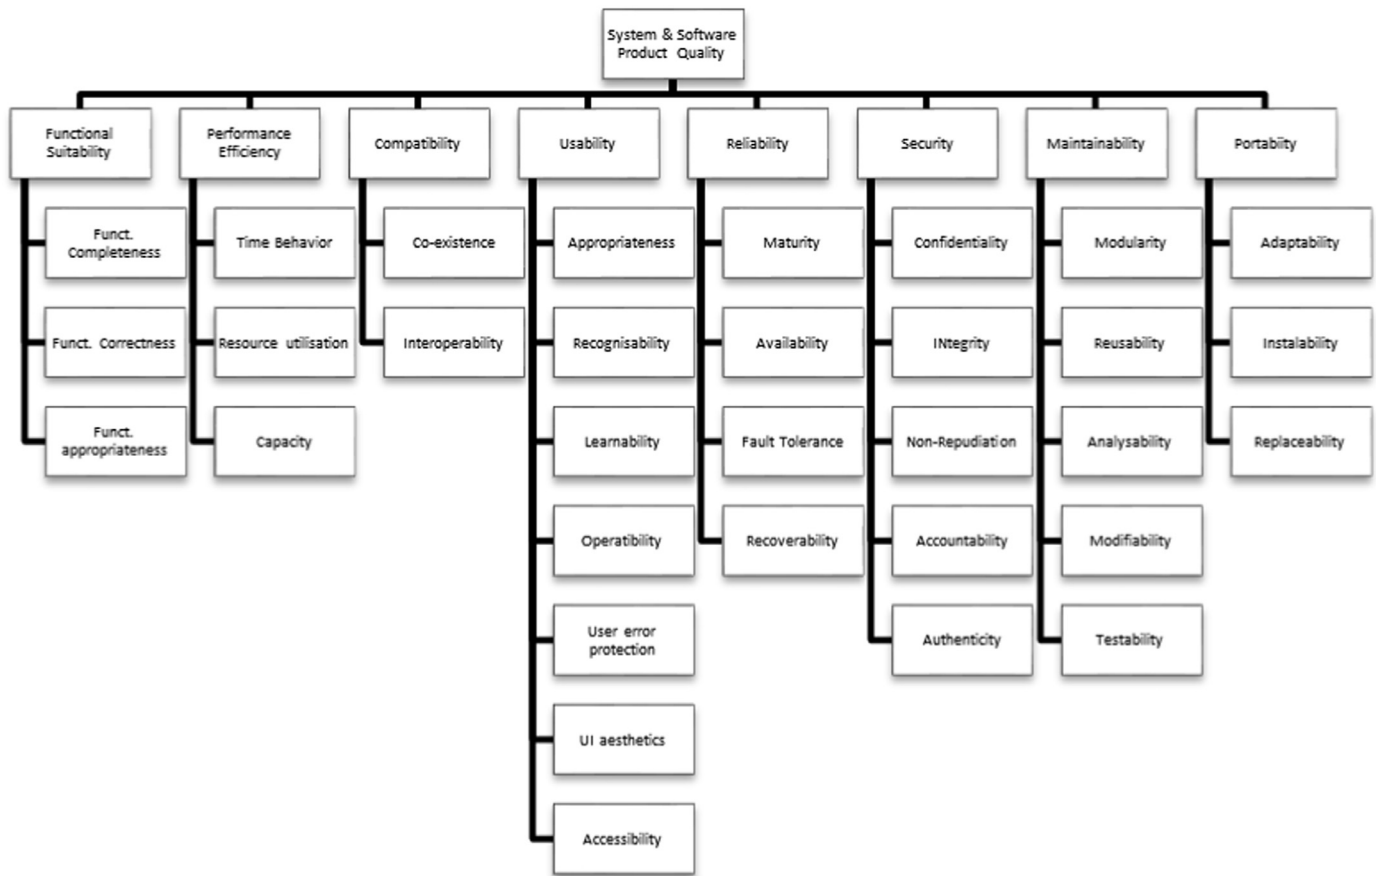 System & Software
Product Quality
Functional
Suitability
Performance
Efficiency
Compatibility
Usability
Reliability
Security
Maintainability
Portabiity
Funct.
Completeness
Time Behavior
Co-existence
Appropriateness
Maturity
Confidentiality
Modularity
Adaptability
Funct. Correctness
Resource utilisation
Interoperability
Recognisability
Availability
INtegrity
Reusability
Instalability
Funct.
appropriateness
Capacity
Learnability
Fault Tolerance
Non-Repudiation
Analysability
Replaceability
Operatibility
Recoverability
Accountability
Modifiability
User error
protection
Authenticity
Testability
UI aesthetics
Accessibility